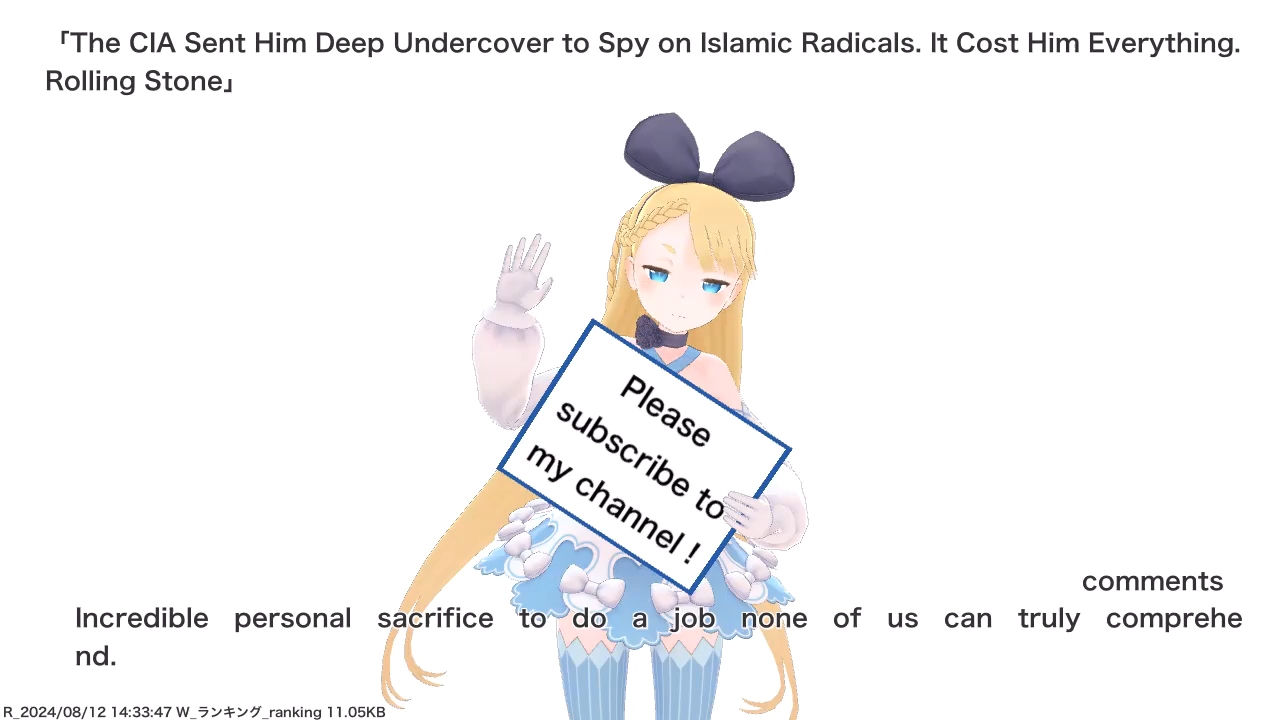 「The CIA Sent Him Deep Undercover to Spy on Islamic Radicals. It Cost Him Everything.
Rolling Stone」
Please
subscribe to
my channel !
comments
Incredible personal sacrifice to do a job none of us can truly comprehe
nd.
R_2024/08/12 14:33:47 W_ランキング_ranking 11.05KB